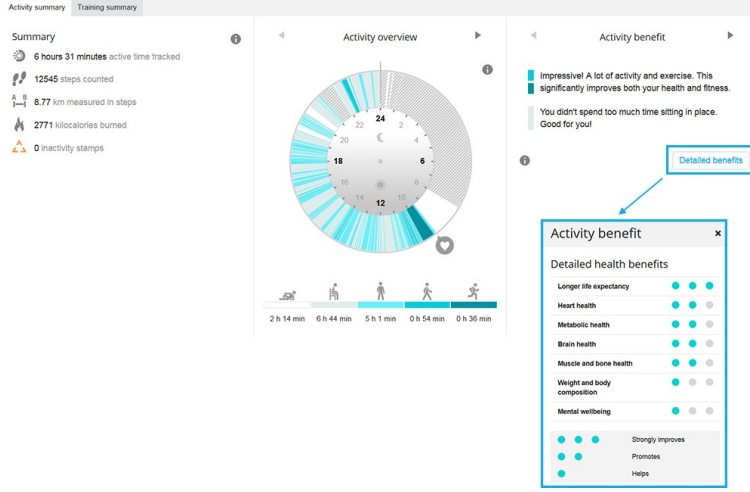 Activity summary
Training summary
Summary
6 hours 31 minutes active time tracked
12545 steps counted
A B
8.77 km measured in steps
2771 kilocalories burned
0 inactivity stamps
Activity overview
24
22 2
20 4
18 6
16 8
14 10
12
2 h 14 min 6 h 44 min 5 h 1 min 0 h 54 min 0 h 36 min
Activity benefit
Impressive! A lot of activity and exercise. This
significantly improves both your health and fitness.
You didn't spend too much time sitting in place.
Good for you!
Detailed benefits
Activity benefit
×
Detailed health benefits
Longer life expectancy
Heart health
Metabolic health
Brain health
Muscle and bone health
Weight and body
composition
Mental wellbeing
Strongly improves
Promotes
Helps